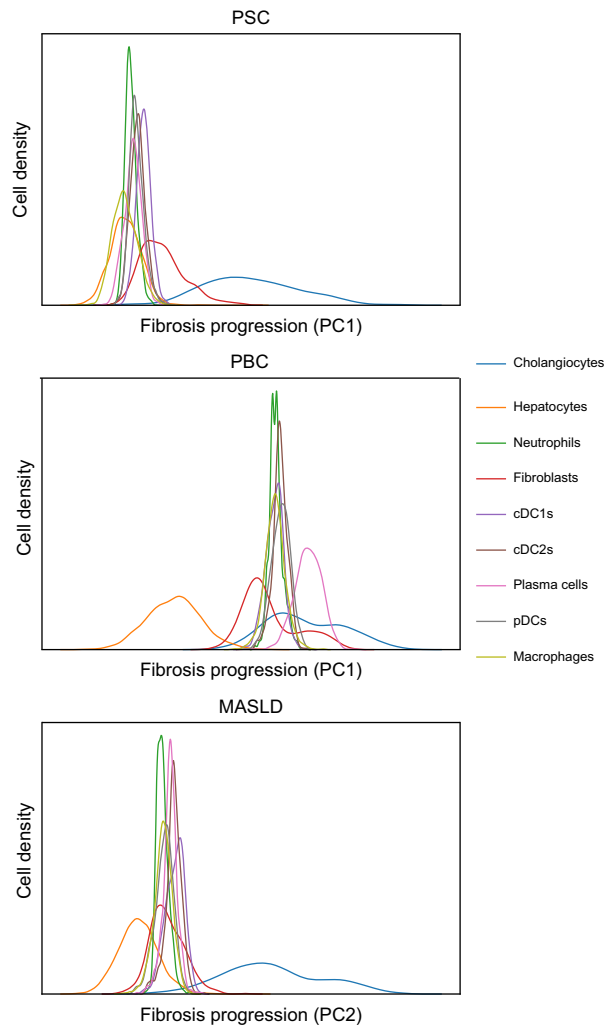 PSC
Cell density
Fibrosis progression (PC1)
PBC
Cell density
Fibrosis progression (PC1)
Cholangiocytes
Hepatocytes
Neutrophils
Fibroblasts
cDC1s
cDC2s
Plasma cells
pDCs
Macrophages
MASLD
Cell density
Fibrosis progression (PC2)